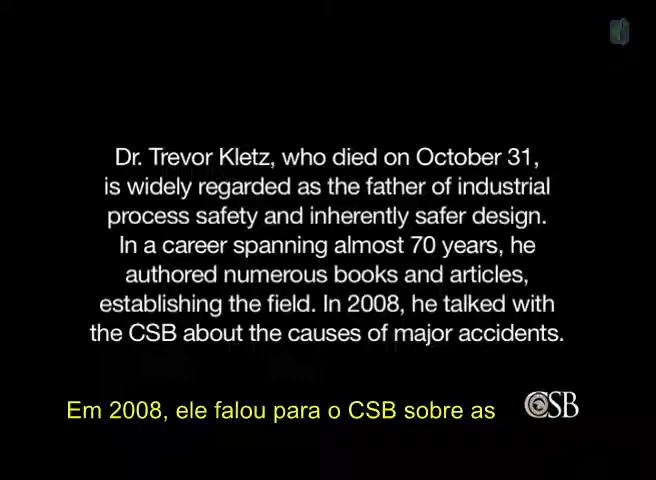 Dr. Trevor Kletz, who died on October 31,
is widely regarded as the father of industrial
process safety and inherently safer design.
In a career spanning almost 70 years, he
authored numerous books and articles,
establishing the field. In 2008, he talked with
the CSB about the causes of major accidents.
Em 2008, ele falou para o CSB sobre as
CSB